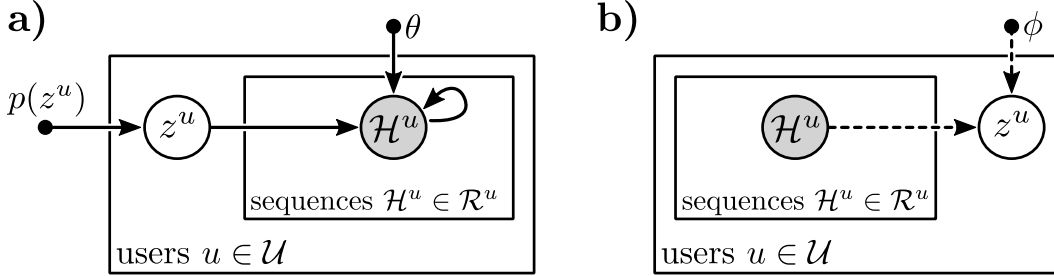 a)
θ
p(z^u)
z^u
ℋ^u
sequences ℋ^u ∈ ℛ^u
users u ∈ 𝒰
b)
ϕ
ℋ^u
z^u
sequences ℋ^u ∈ ℛ^u
users u ∈ 𝒰